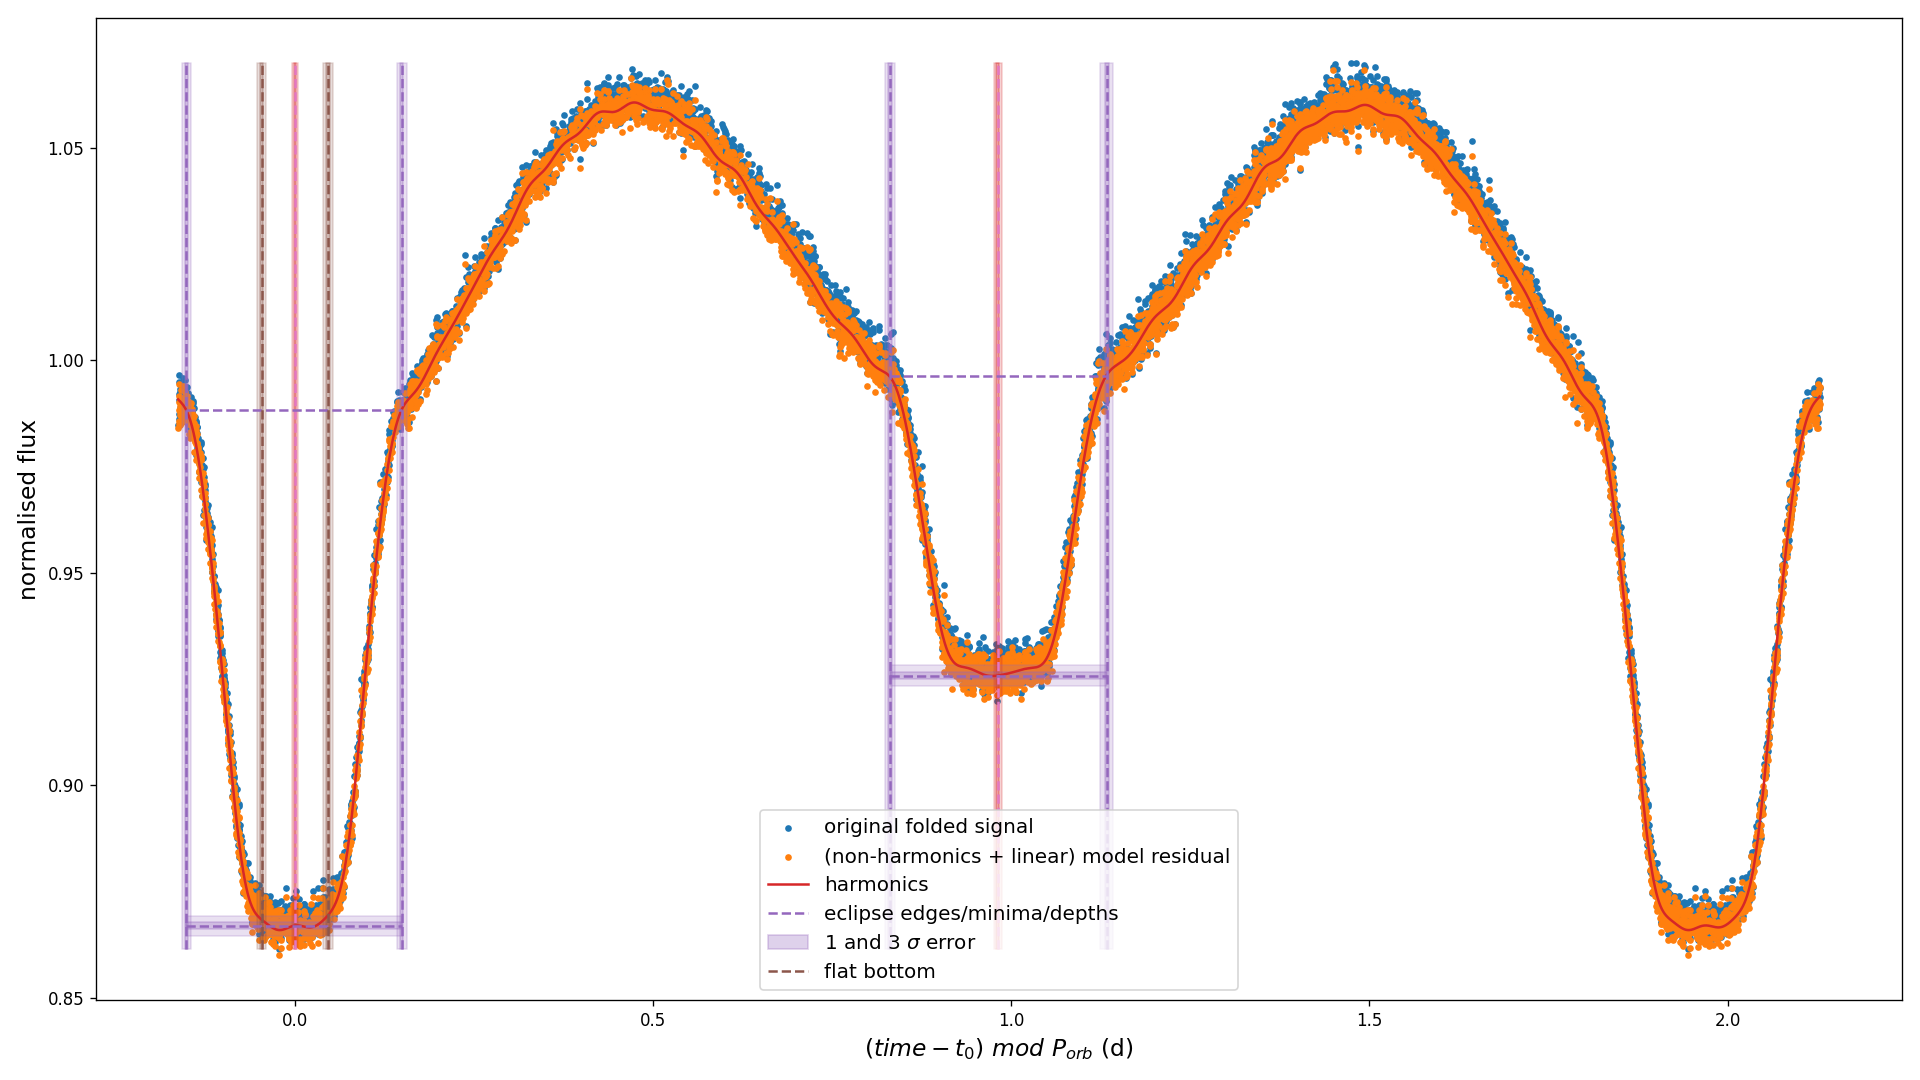 normalised flux
1.05
1.00
0.95
0.90
0.85
original folded signal
(non-harmonics + linear) model residual
harmonics
eclipse edges/minima/depths
1 and 3 σ error
flat bottom
0.0 0.5 1.0 1.5 2.0
(time − t₀) mod P_orb (d)